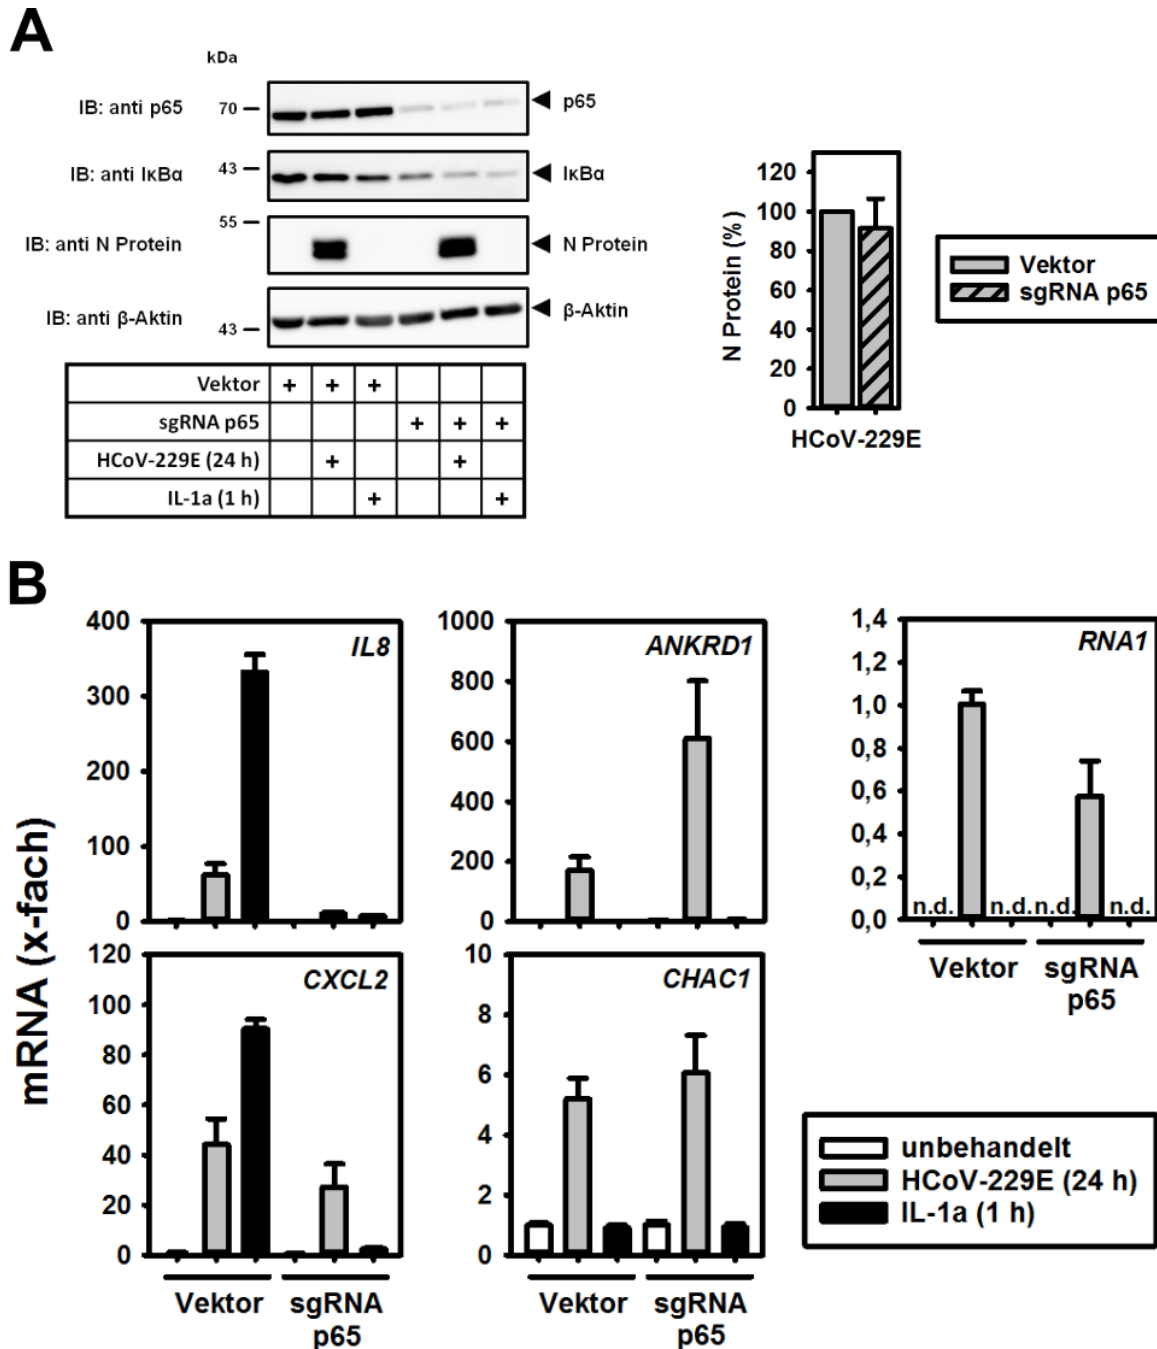 A
kDa
IB: anti p65
70
p65
IB: anti IκBα
43
IκBα
55
IB: anti N Protein
N Protein
IB: anti β-Aktin
43
β-Aktin
Vektor + + +
sgRNA p65 + + +
HCoV-229E (24 h) + +
IL-1a (1 h) + +
N Protein (%)
120
100
80
60
40
20
0
HCoV-229E
Vektor
sgRNA p65
B
mRNA (x-fach)
IL8
400
300
200
100
0
ANKRD1
1000
800
600
400
200
0
RNA1
1,4
1,2
1,0
0,8
0,6
0,4
0,2
0,0
n.d. n.d. n.d. n.d.
Vektor sgRNA
p65
CXCL2
120
100
80
60
40
20
0
Vektor sgRNA
p65
CHAC1
10
8
6
4
2
0
Vektor sgRNA
p65
unbehandelt
HCoV-229E (24 h)
IL-1a (1 h)